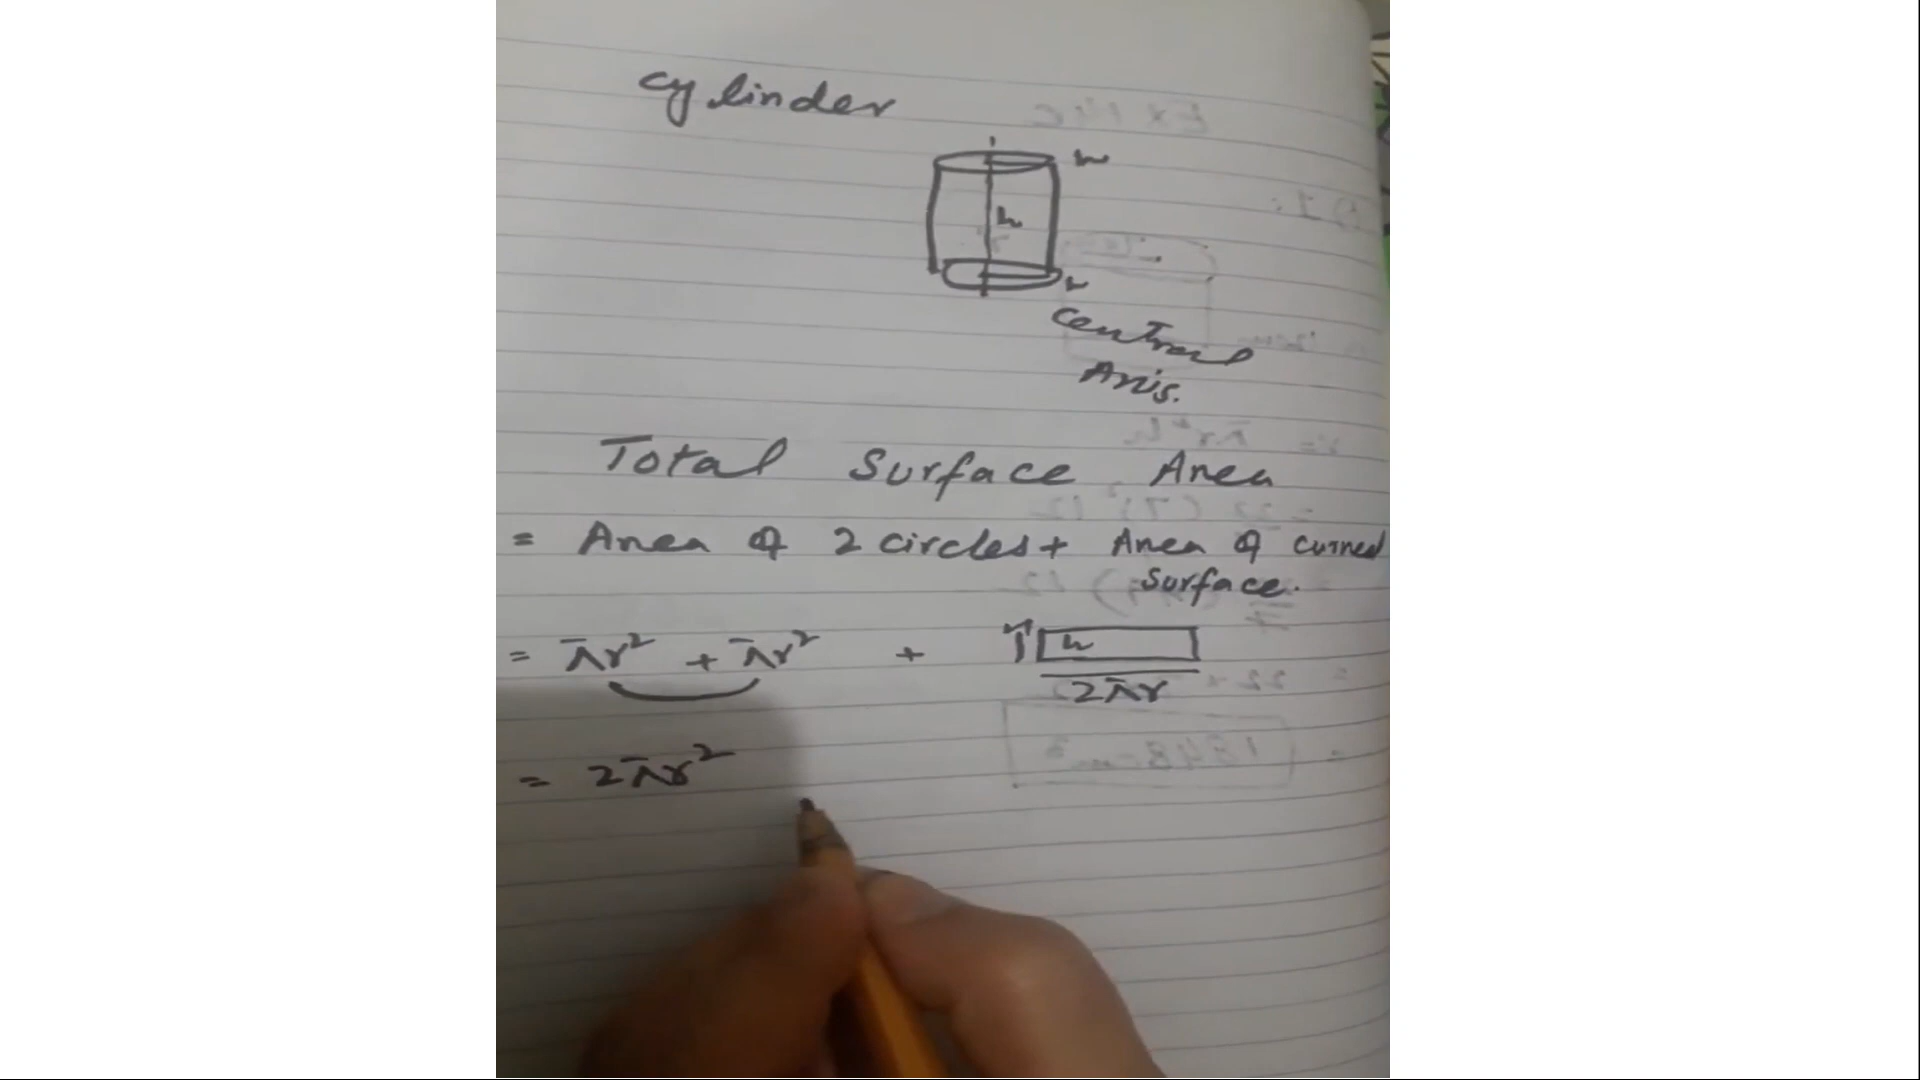 cylinder
r
h
r
Central
Axis.
Total Surface Area
= Area of 2 circles + Area of curved
surface.
= πr² + πr² + h
2πr
= 2πr²